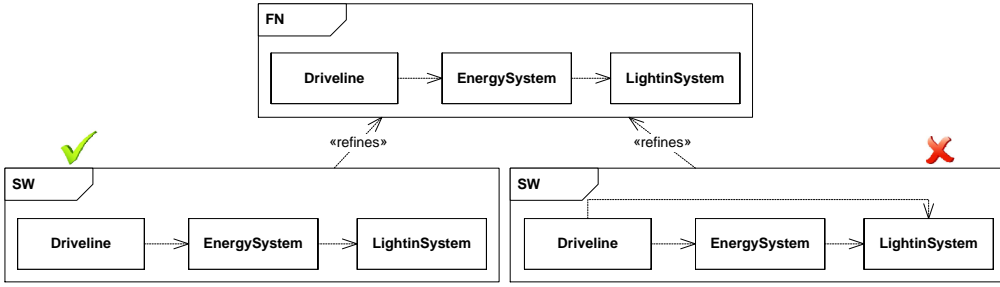 FN
Driveline
EnergySystem
LightinSystem
«refines»
«refines»
SW
Driveline
EnergySystem
LightinSystem
SW
Driveline
EnergySystem
LightinSystem